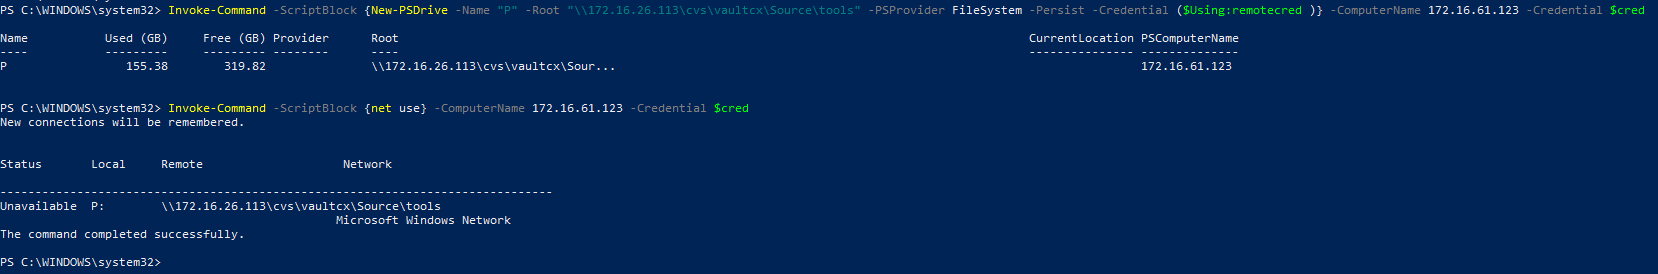 PS C:\WINDOWS\system32> Invoke-Command -ScriptBlock {New-PSDrive -Name "P" -Root "\\172.16.26.113\cvs\vaultcx\Source\tools" -PSProvider FileSystem -Persist -Credential ($Using:remotecred )} -ComputerName 172.16.61.123 -Credential $cred
Name Used (GB) Free (GB) Provider Root CurrentLocation PSComputerName
---- --------- --------- -------- ---- --------------- --------------
P 155.38 319.82 \\172.16.26.113\cvs\vaultcx\Sour... 172.16.61.123
PS C:\WINDOWS\system32> Invoke-Command -ScriptBlock {net use} -ComputerName 172.16.61.123 -Credential $cred
New connections will be remembered.
Status Local Remote Network
-------------------------------------------------------------------------------
Unavailable P: \\172.16.26.113\cvs\vaultcx\Source\tools
Microsoft Windows Network
The command completed successfully.
PS C:\WINDOWS\system32>